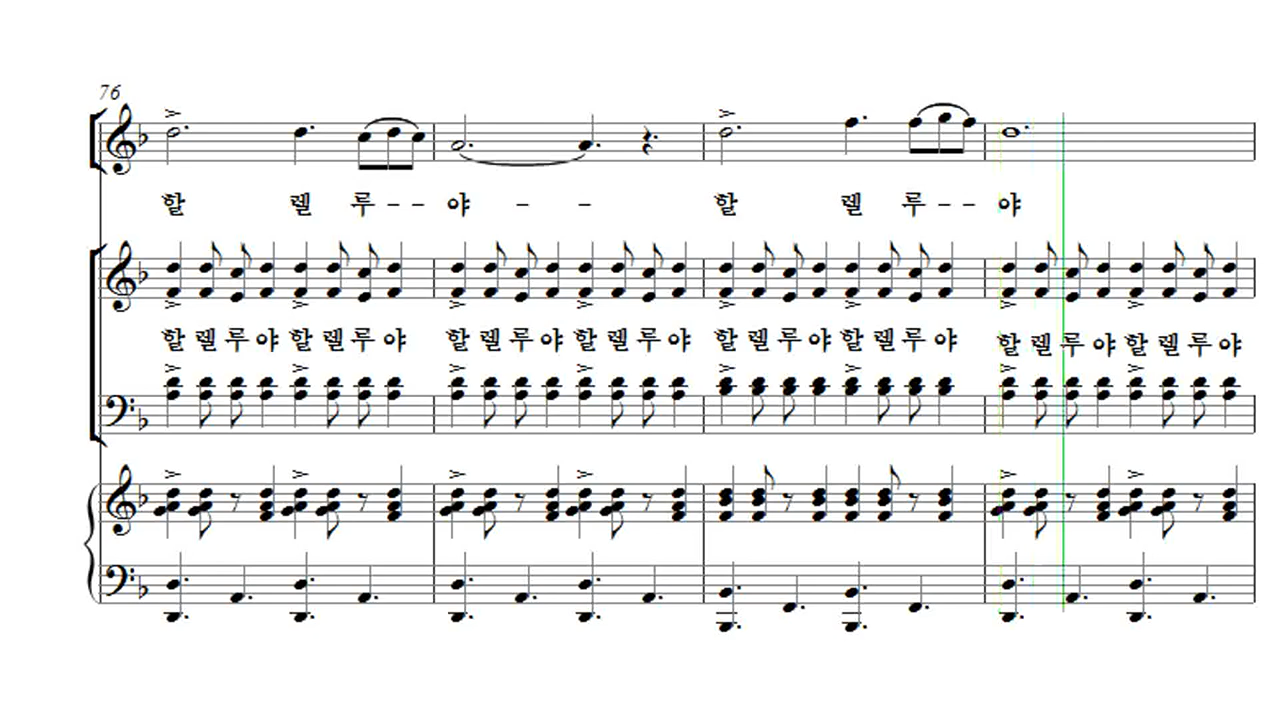 76
할 렐 루 - - 야 - - 할 렐 루 - - 야
할 렐 루 야 할 렐 루 야 할 렐 루 야 할 렐 루 야 할 렐 루 야 할 렐 루 야 할 렐 루 야 할 렐 루 야